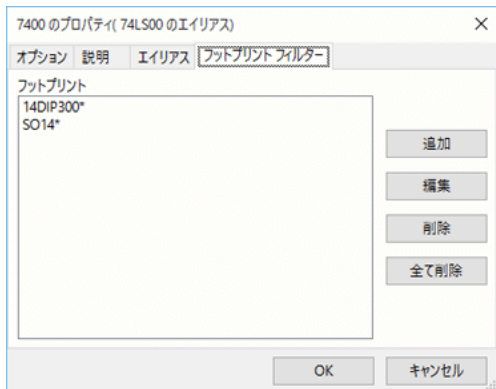 7400 のプロパティ( 74LS00 のエイリアス)
オプション 説明 エイリアス フットプリント フィルター
フットプリント
14DIP300*
SO14*
追加
編集
削除
全て削除
OK キャンセル